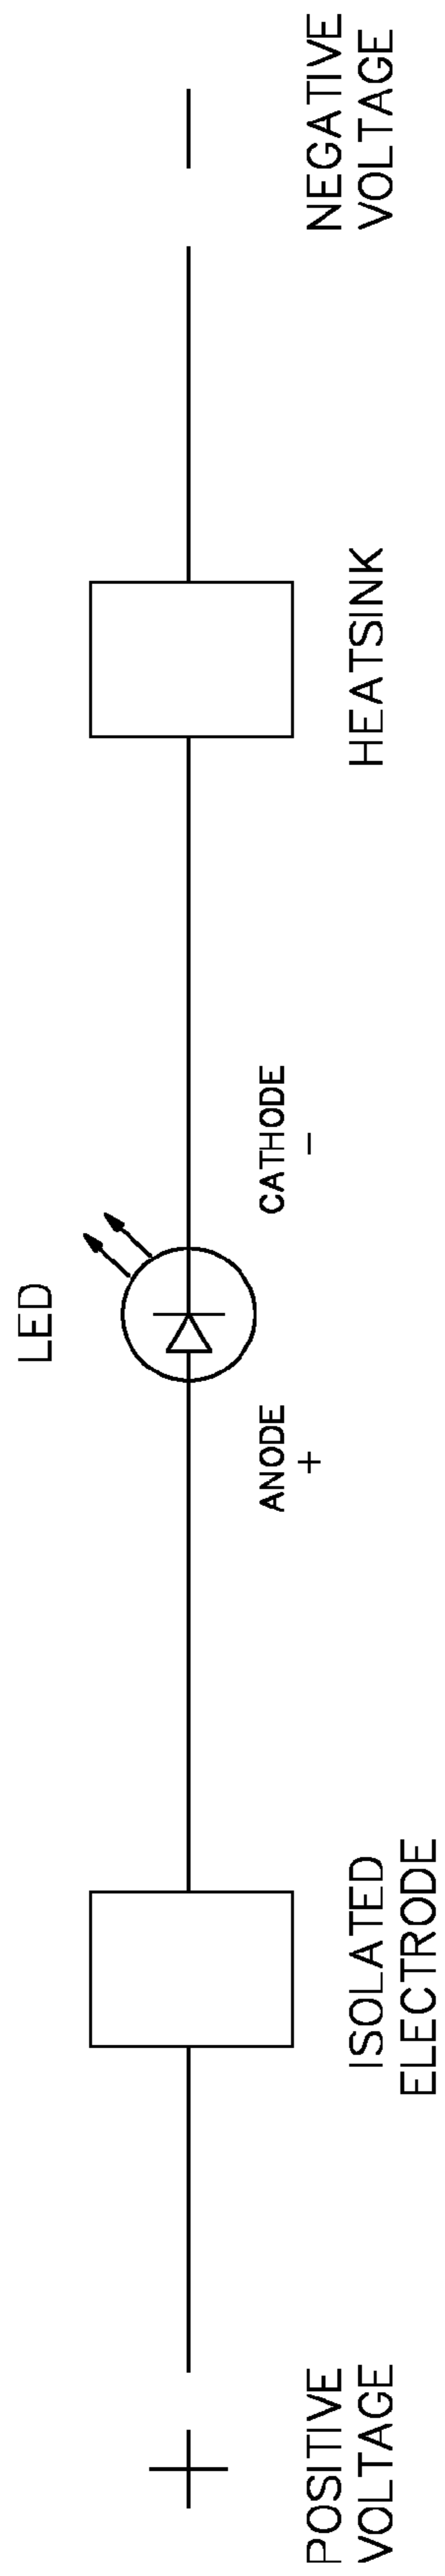 LED
+
ANODE
+
CATHODE
−
−
POSITIVE
VOLTAGE
ISOLATED
ELECTRODE
HEATSINK
NEGATIVE
VOLTAGE